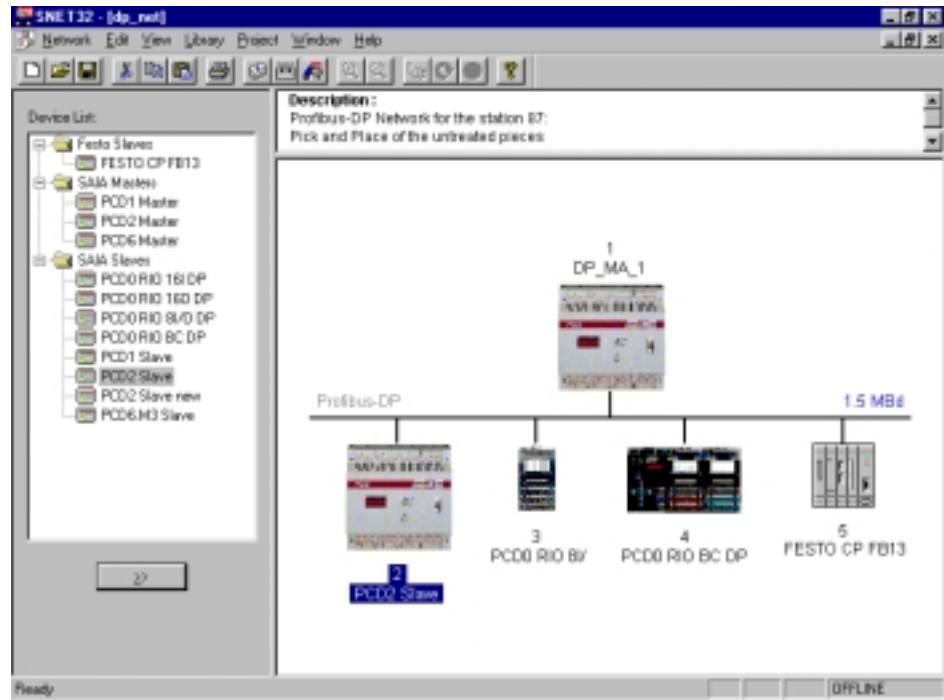 SNET32 - [dp_net]
Network Edit View Library Project Window Help
Device List:
Festo Slaves
FESTO CP FB13
SAIA Masters
PCD1 Master
PCD2 Master
PCD6 Master
SAIA Slaves
PCD0 RIO 16I DP
PCD0 RIO 16O DP
PCD0 RIO 8I/O DP
PCD0 RIO BC DP
PCD1 Slave
PCD2 Slave
PCD2 Slave new
PCD6.M3 Slave
>>
Description :
Profibus-DP Network for the station 87:
Pick and Place of the untreated pieces
1
DP_MA_1
Profibus-DP
1.5 MBd
2
PCD2 Slave
3
PCD0 RIO 8I/
4
PCD0 RIO BC DP
5
FESTO CP FB13
Ready
OFFLINE